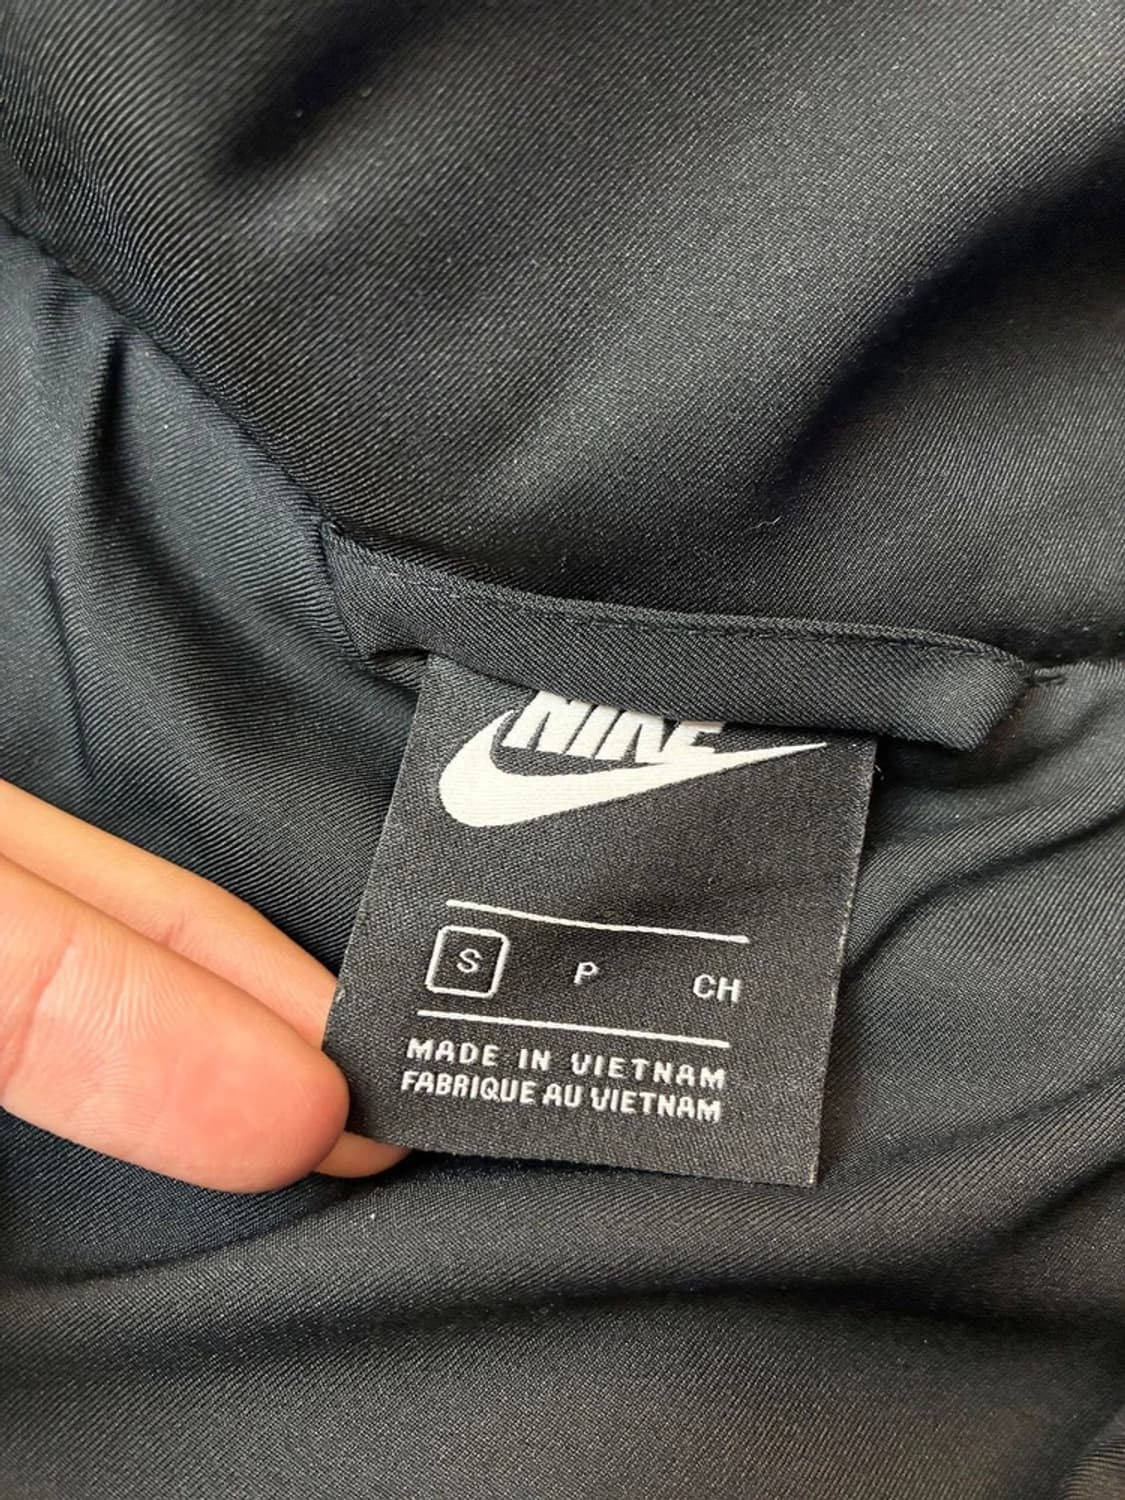 NIKE
S P CH
MADE IN VIETNAM
FABRIQUE AU VIETNAM